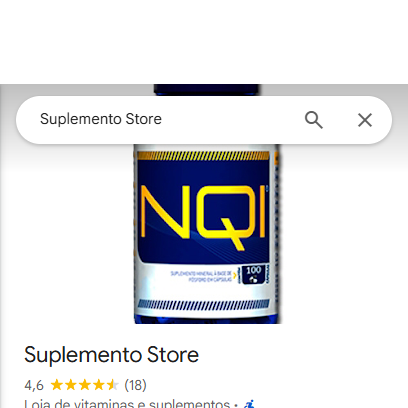 Suplemento Store
NQI
SUPLEMENTO MINERAL À BASE DE
FÓSFORO EM CÁPSULAS
100
Suplemento Store
4,6 (18)
Loja de vitaminas e suplementos ·